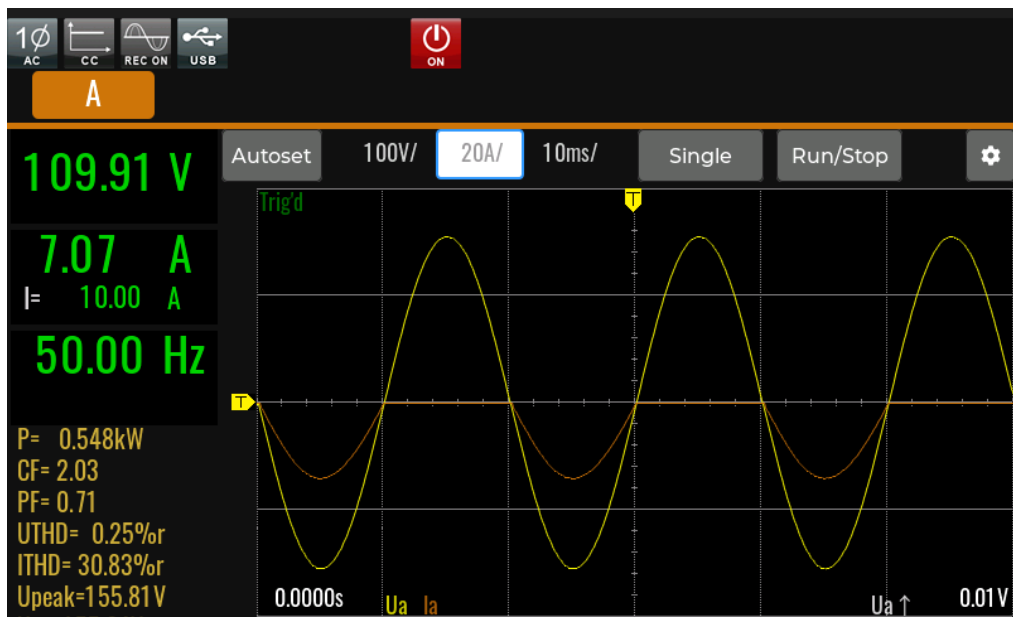 1Ø
AC
CC
REC ON
USB
ON
A
109.91 V
7.07 A
I= 10.00 A
50.00 Hz
P= 0.548kW
CF= 2.03
PF= 0.71
UTHD= 0.25%r
ITHD= 30.83%r
Upeak=155.81V
Autoset 100V/ 20A/ 10ms/ Single Run/Stop
Trig'd
T
T
0.0000s Ua Ia Ua↑ 0.01V